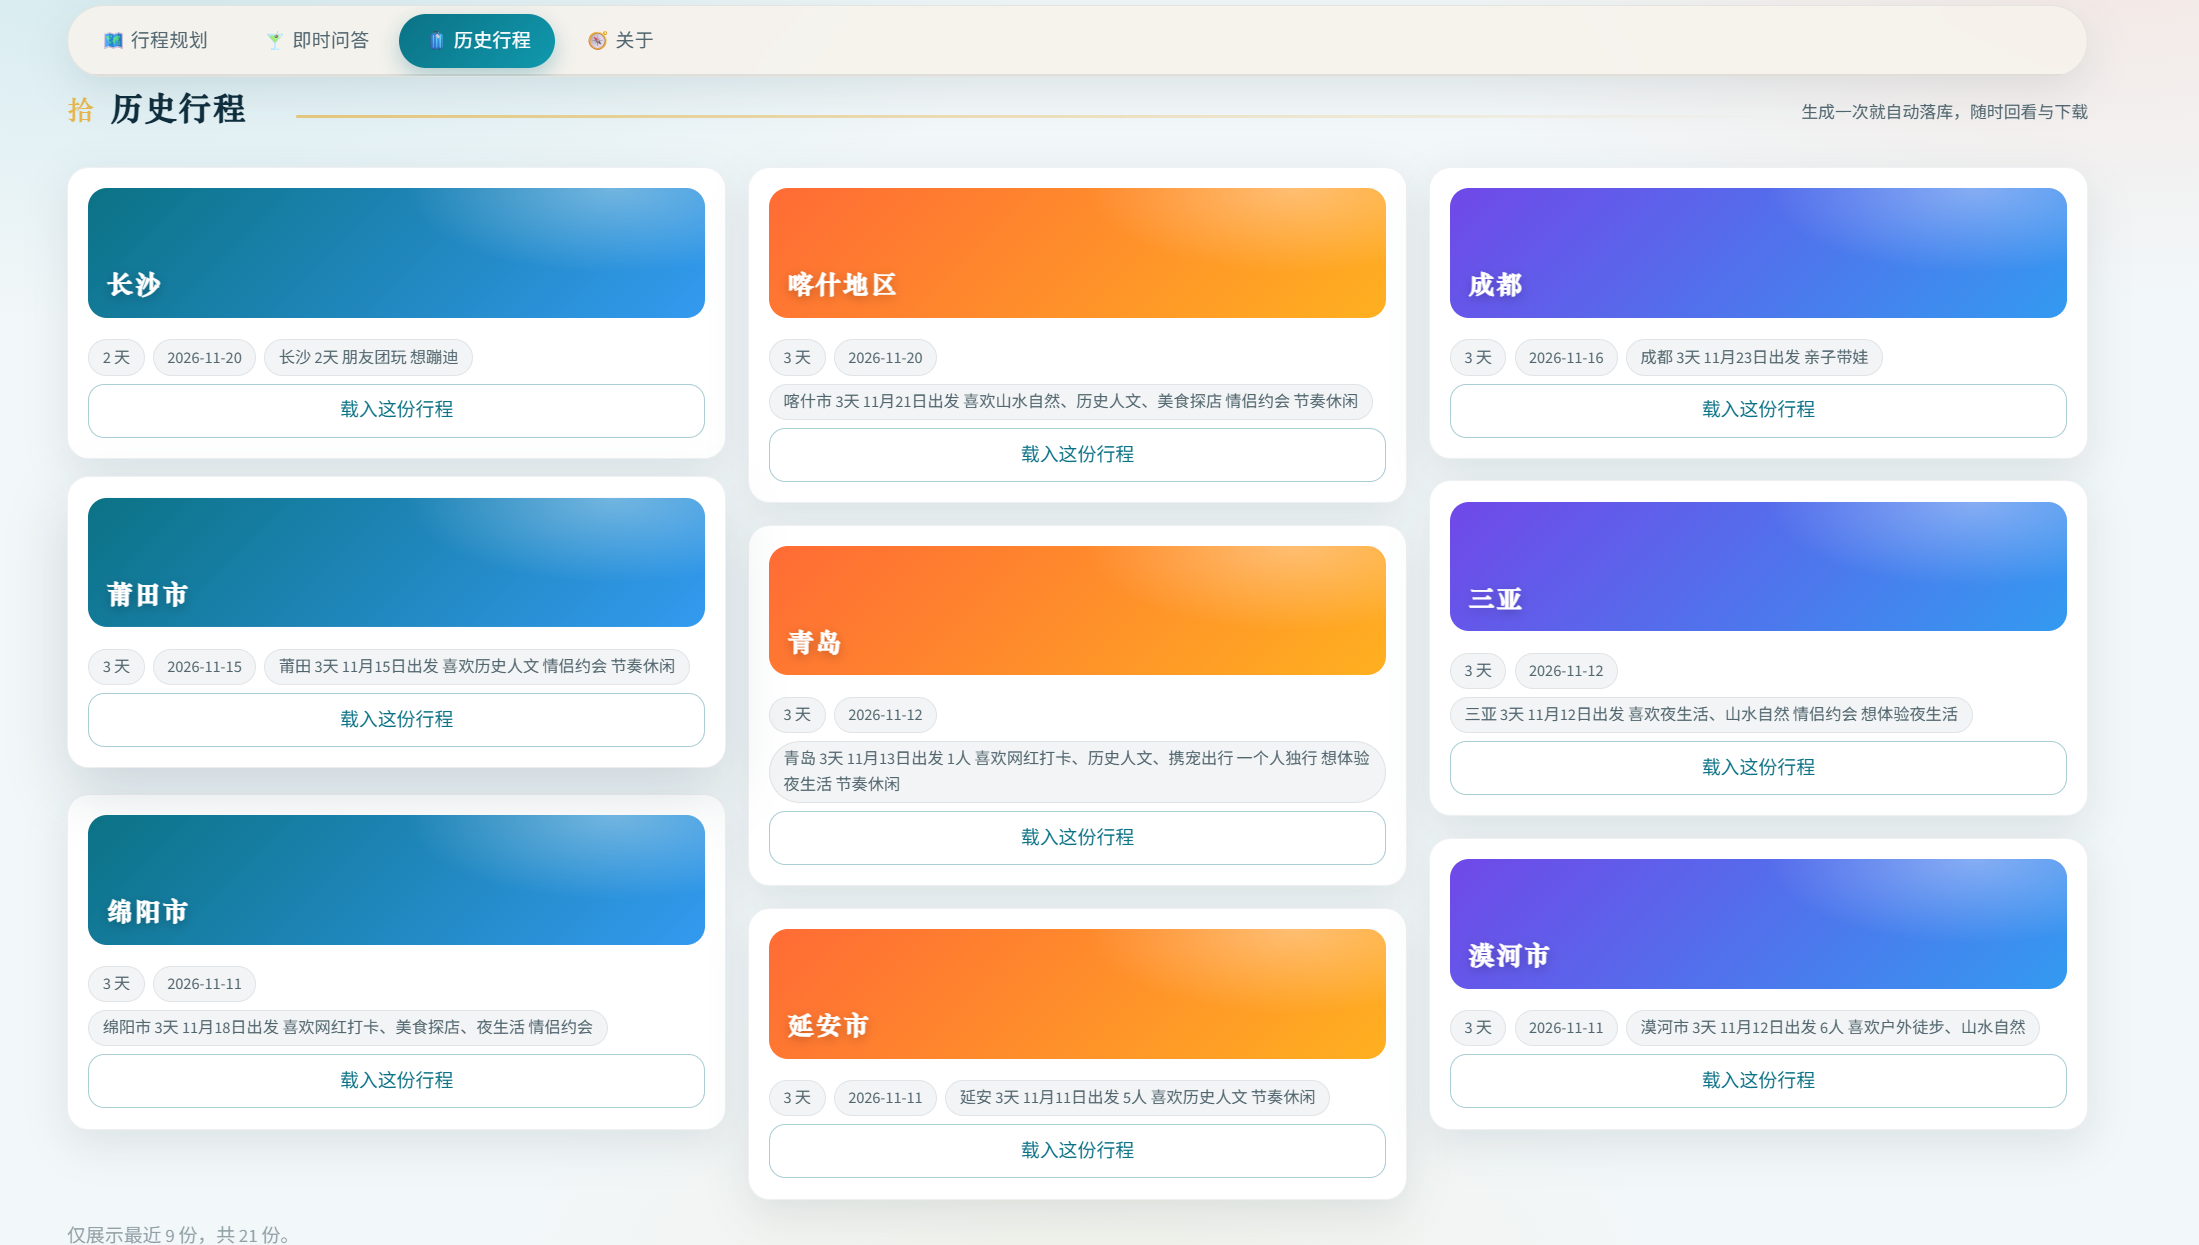 行程规划
即时问答
历史行程
关于
拾 历史行程
生成一次就自动落库，随时回看与下载
长沙
2 天
2026-11-20
长沙 2天 朋友团玩 想蹦迪
载入这份行程
喀什地区
3 天
2026-11-20
喀什市 3天 11月21日出发 喜欢山水自然、历史人文、美食探店 情侣约会 节奏休闲
载入这份行程
成都
3 天
2026-11-16
成都 3天 11月23日出发 亲子带娃
载入这份行程
莆田市
3 天
2026-11-15
莆田 3天 11月15日出发 喜欢历史人文 情侣约会 节奏休闲
载入这份行程
青岛
3 天
2026-11-12
青岛 3天 11月13日出发 1人 喜欢网红打卡、历史人文、携宠出行 一个人独行 想体验
夜生活 节奏休闲
载入这份行程
三亚
3 天
2026-11-12
三亚 3天 11月12日出发 喜欢夜生活、山水自然 情侣约会 想体验夜生活
载入这份行程
绵阳市
3 天
2026-11-11
绵阳市 3天 11月18日出发 喜欢网红打卡、美食探店、夜生活 情侣约会
载入这份行程
延安市
3 天
2026-11-11
延安 3天 11月11日出发 5人 喜欢历史人文 节奏休闲
载入这份行程
漠河市
3 天
2026-11-11
漠河市 3天 11月12日出发 6人 喜欢户外徒步、山水自然
载入这份行程
仅展示最近 9 份，共 21 份。